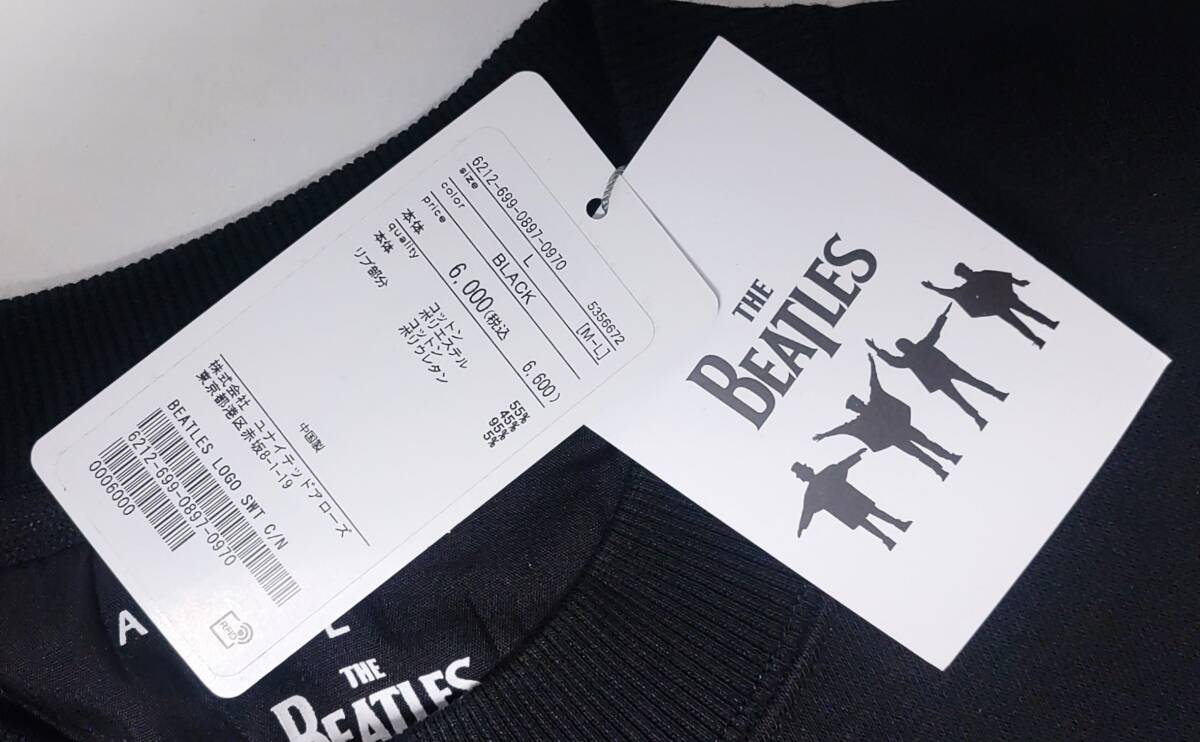 6212-699-0897-0970 5356672
size L [M-L]
color BLACK
price
本体 6,000(税込 6,600)
quality
本体 コットン 55%
ポリエステル 45%
リブ部分 コットン 95%
ポリウレタン 5%
中国製
株式会社 ユナイテッドアローズ
東京都港区赤坂8-1-19
BEATLES LOGO SWT C/N
6212-699-0897-0970
0006000
RFID
THE
BEATLES
A
L
THE
BEATLES